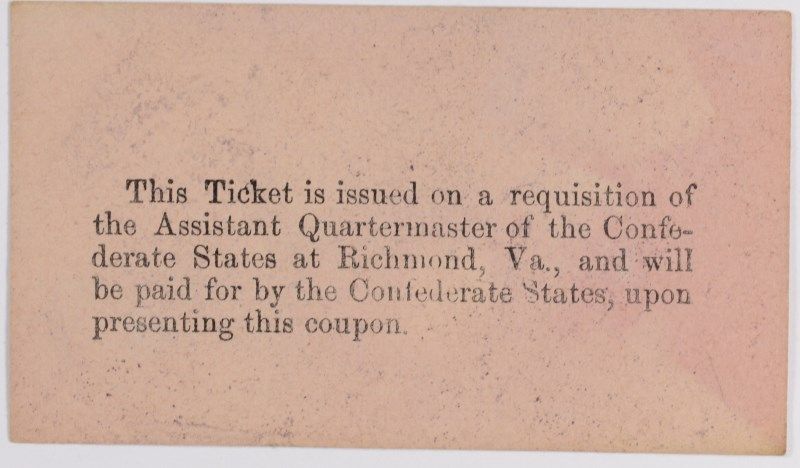 This Ticket is issued on a requisition of
the Assistant Quartermaster of the Confe-
derate States at Richmond, Va., and will
be paid for by the Confederate States, upon
presenting this coupon.